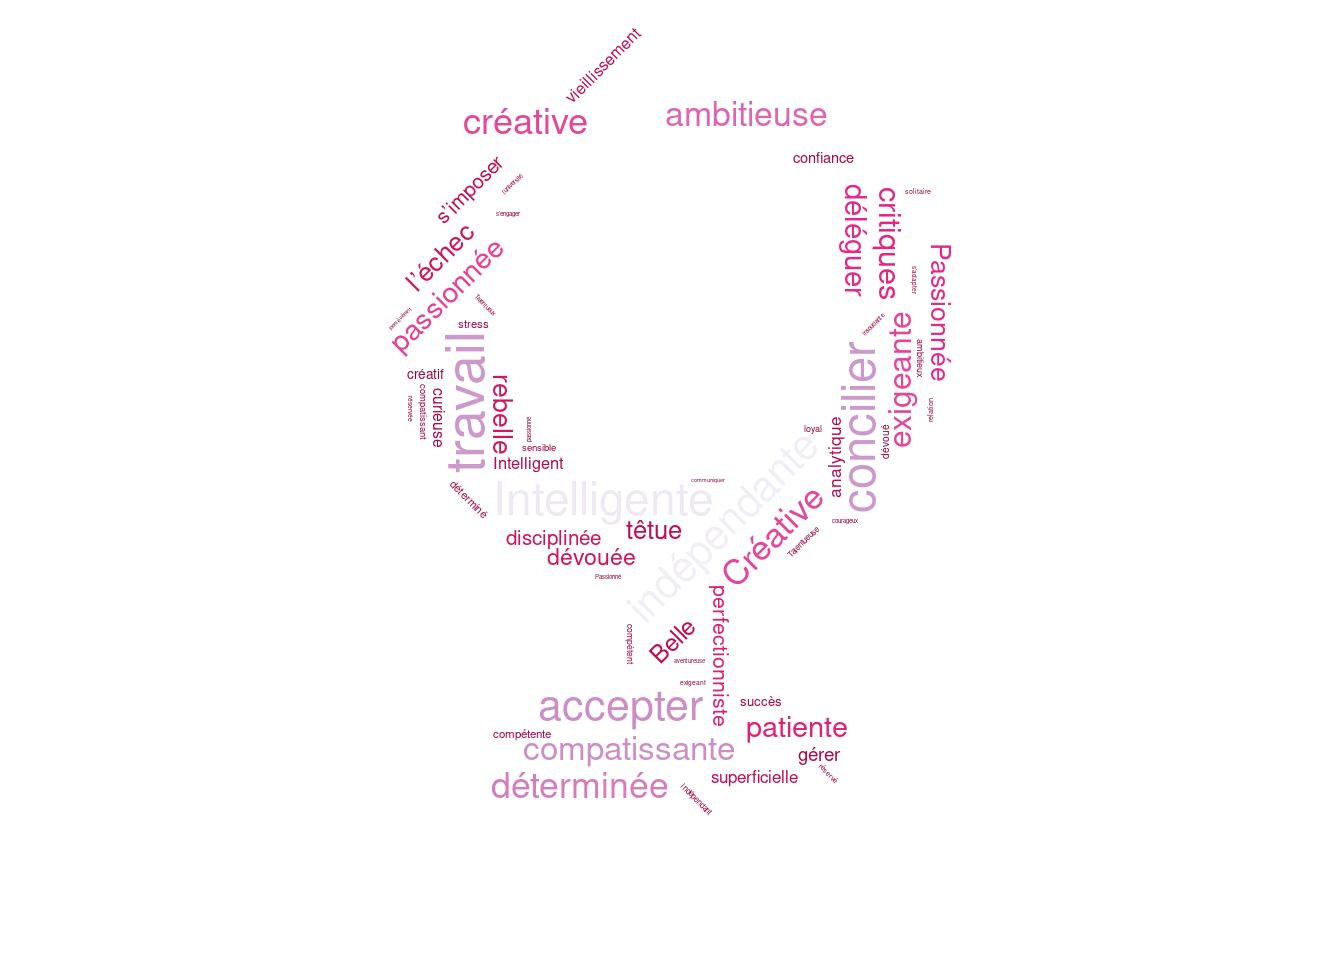 vieillissement
créative
ambitieuse
confiance
s'imposer
l'université
s'engager
déléguer
critiques
solitaire
l'échec
passionnée
Passionnée
s'adapter
Talentueux
stress
insouciante
exigeante
ambitieux
travail
rebelle
créatif
curieuse
compatissant
réservée
passionné
sensible
Intelligent
concilier
relation
loyal
analytique
dévoué
déterminé
Intelligente
communiquer
indépendante
Créative
courageux
Talentueuse
têtue
disciplinée
dévouée
Passionné
perfectionniste
compétent
Belle
aventureuse
exigeant
accepter
succès
patiente
compétente
compatissante
gérer
réservé
superficielle
déterminée
Indépendant